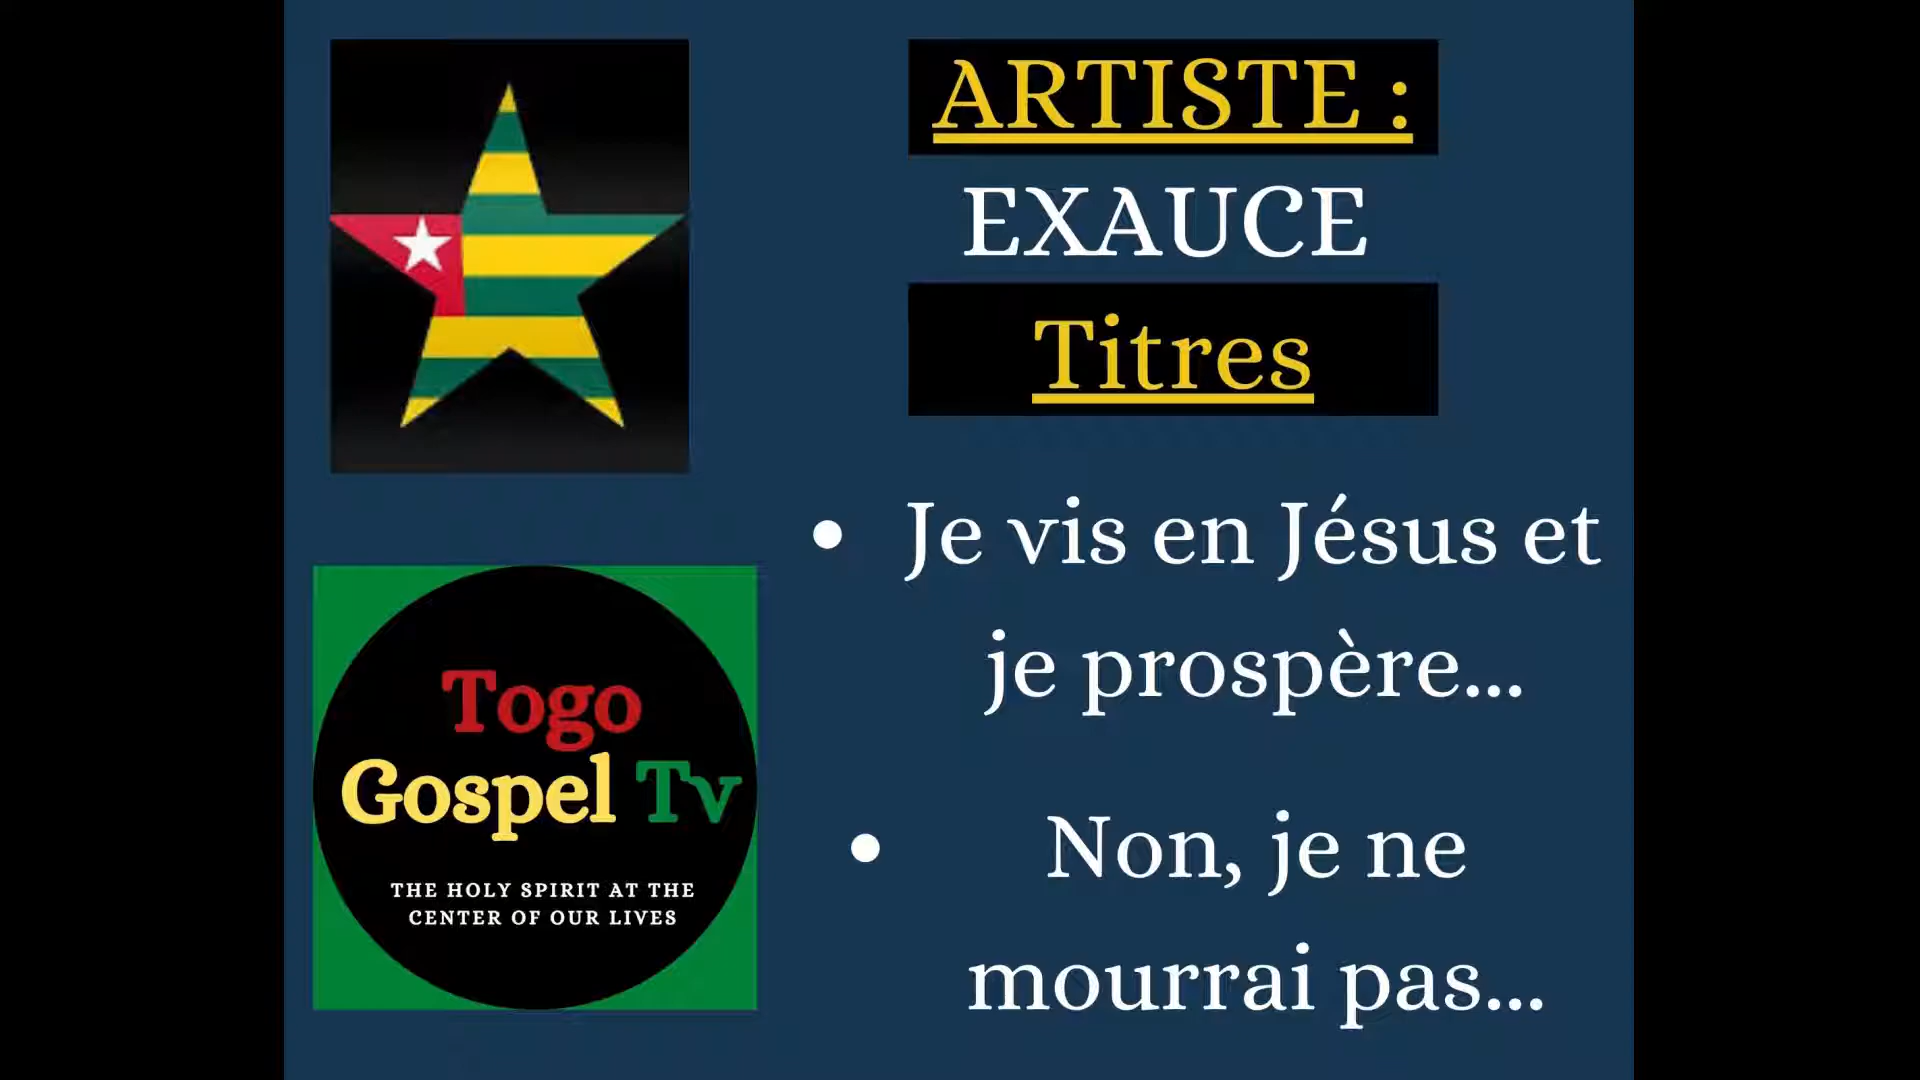 ARTISTE :
EXAUCE
Titres
• Je vis en Jésus et
je prospère...
• Non, je ne
mourrai pas...
Togo
Gospel Tv
THE HOLY SPIRIT AT THE
CENTER OF OUR LIVES